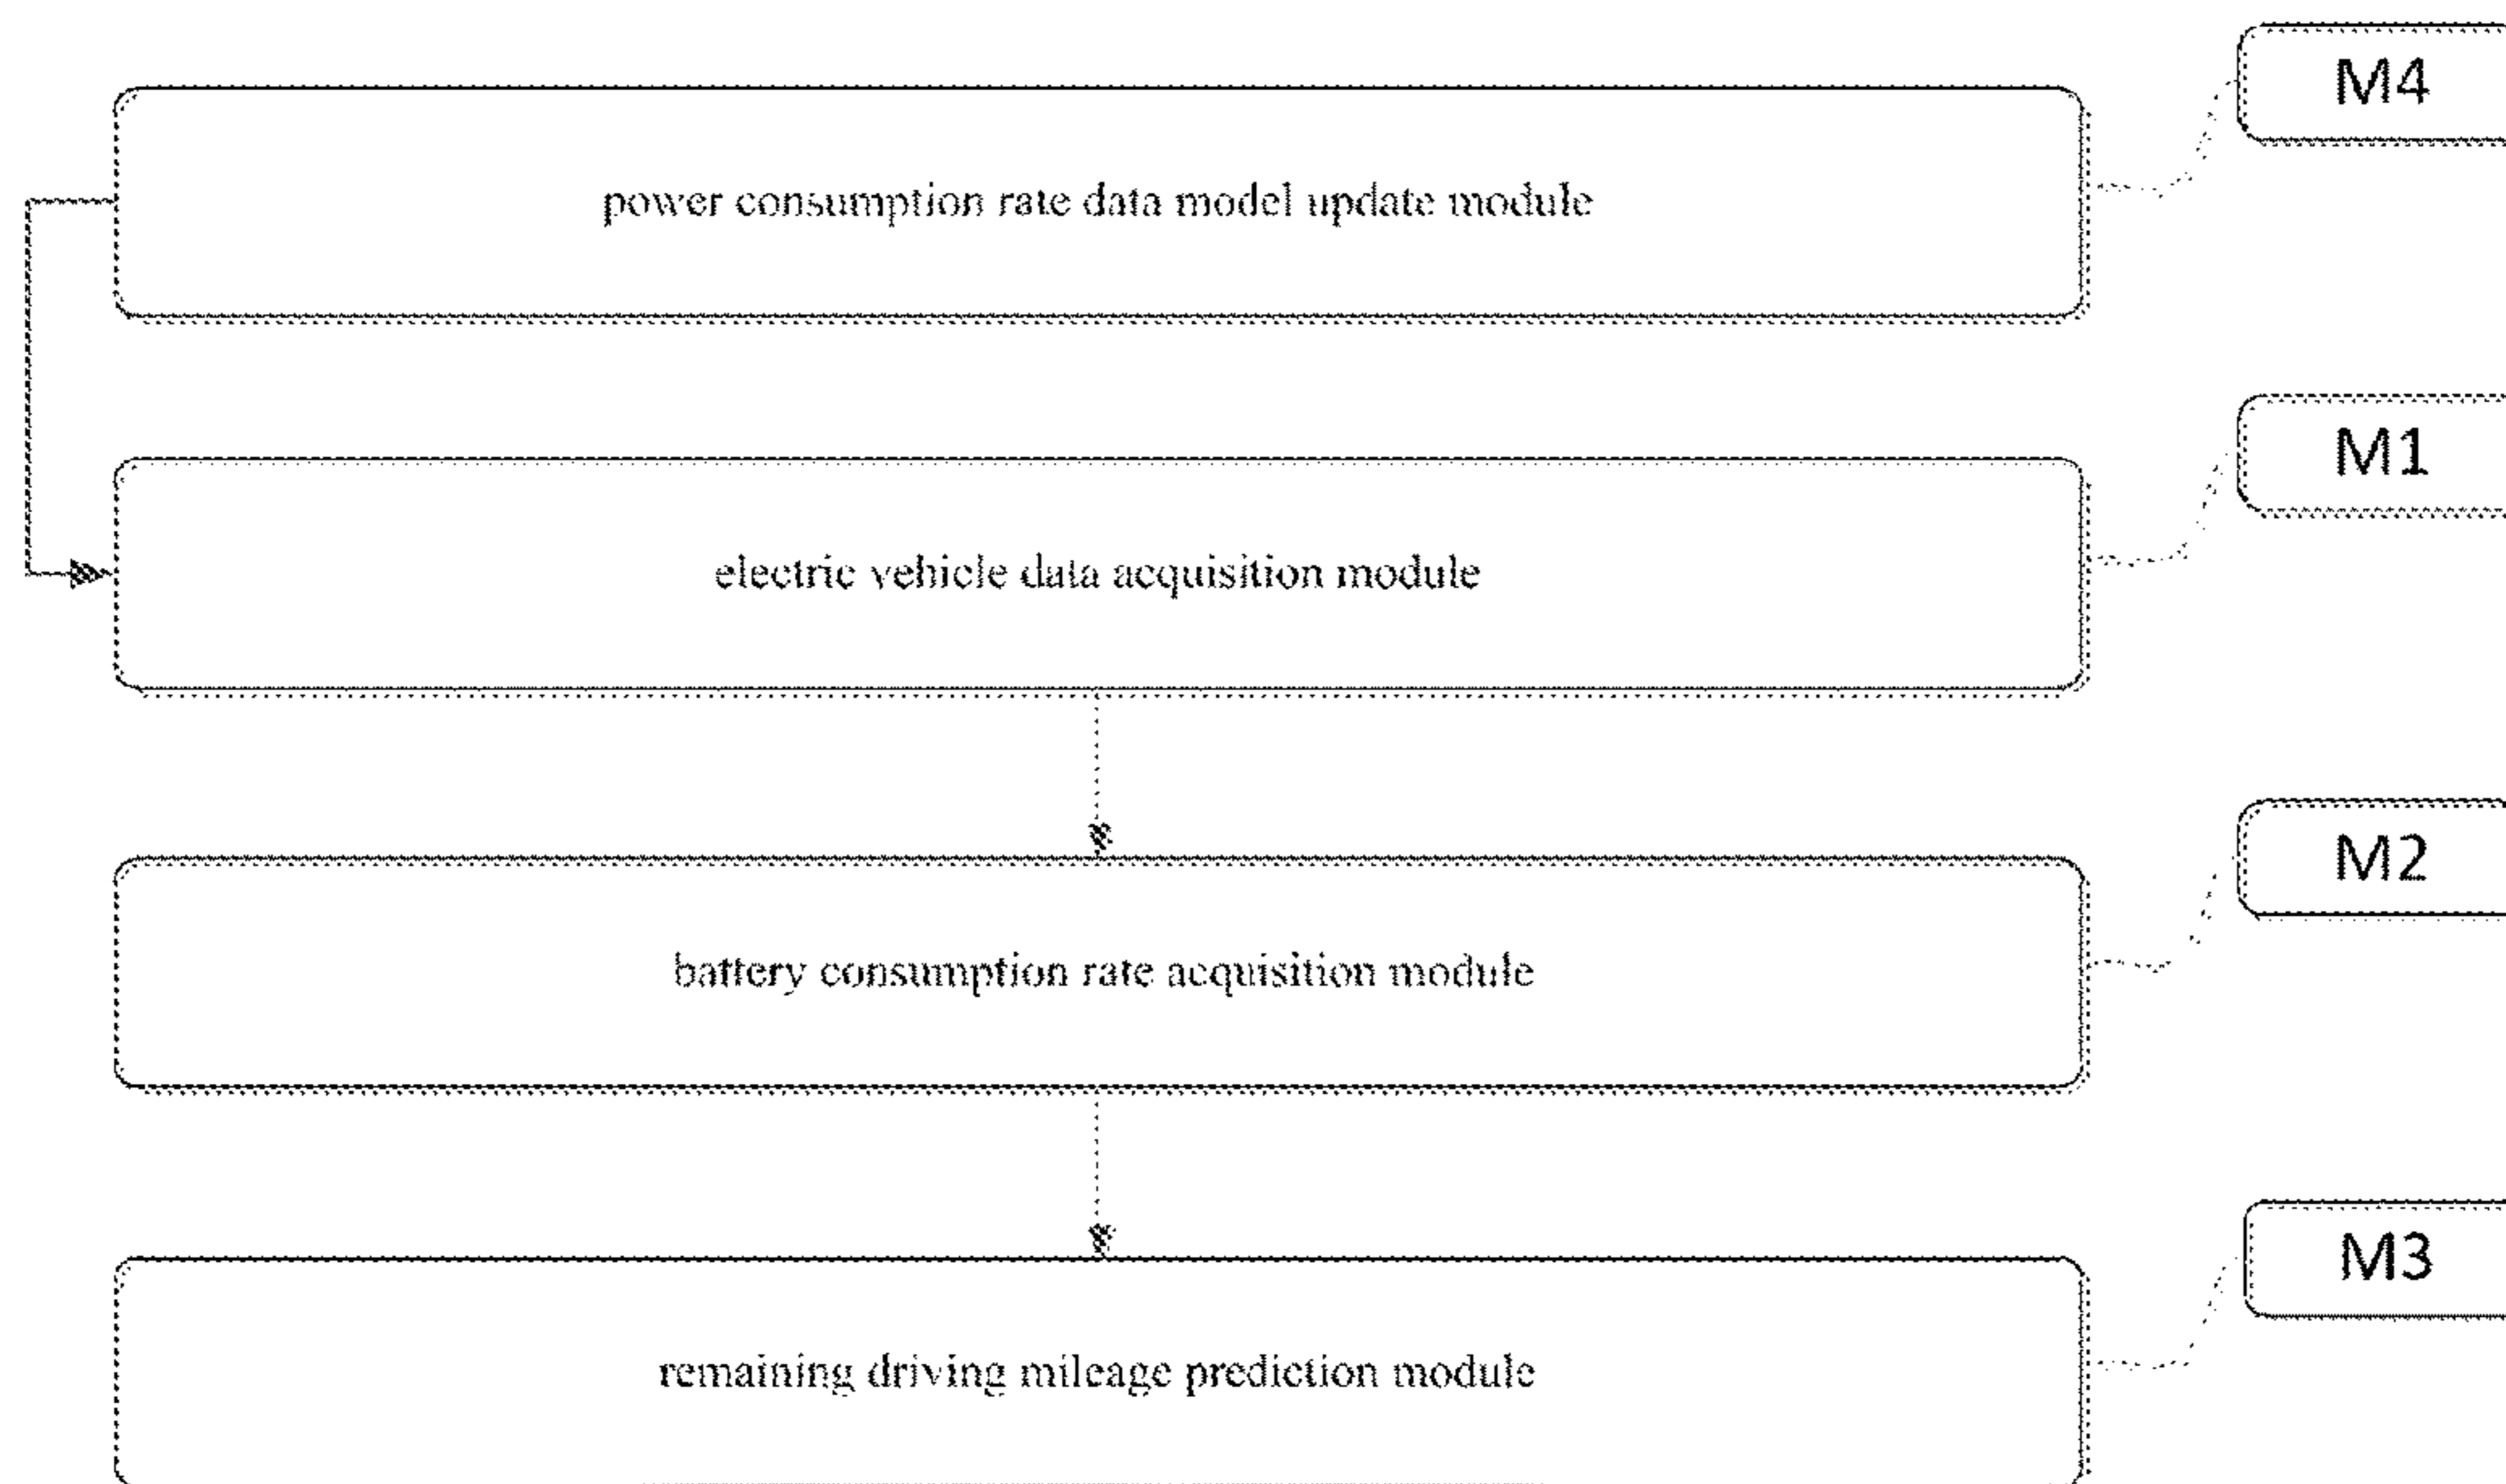 M4
power consumption rate data model update module
M1
electric vehicle data acquisition module
M2
battery consumption rate acquisition module
M3
remaining driving mileage prediction module